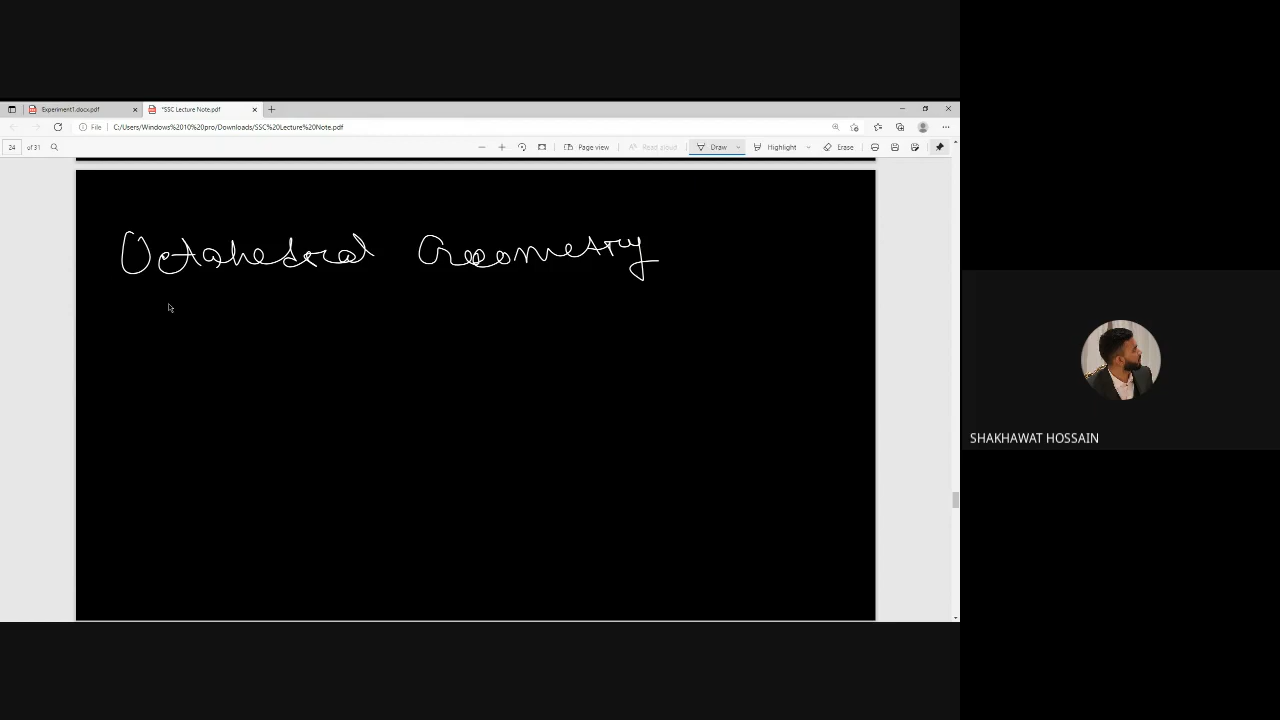 Experiment1.docx.pdf
*SSC Lecture Note.pdf
File
C:/Users/Windows%2010%20pro/Downloads/SSC%20Lecture%20Note.pdf
24 of 31 Page view Read aloud Draw Highlight Erase
Octahedral Geometry
SHAKHAWAT HOSSAIN